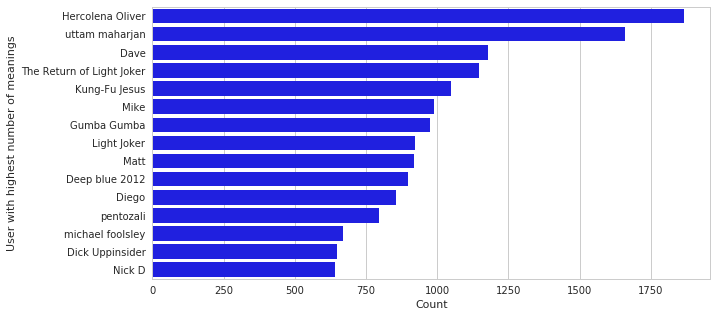 User with highest number of meanings
Hercolena Oliver
uttam maharjan
Dave
The Return of Light Joker
Kung-Fu Jesus
Mike
Gumba Gumba
Light Joker
Matt
Deep blue 2012
Diego
pentozali
michael foolsley
Dick Uppinsider
Nick D
0 250 500 750 1000 1250 1500 1750
Count